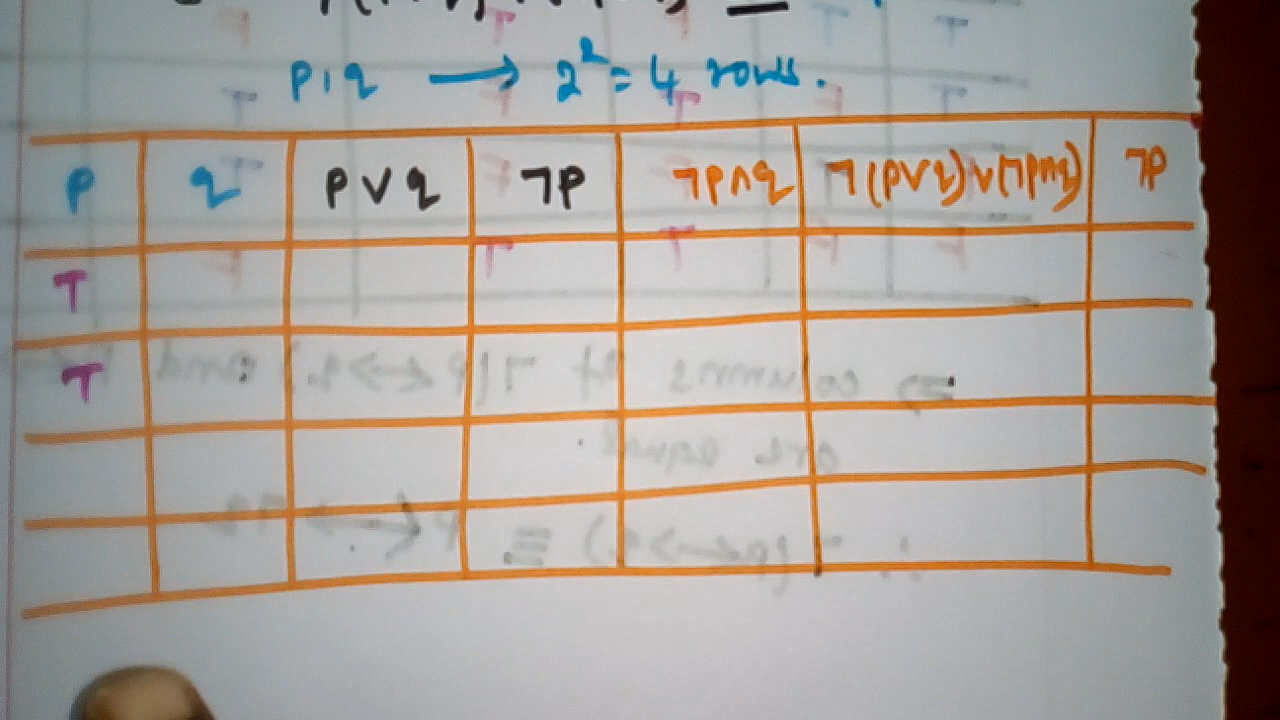 p, q → 2² = 4 rows.
p q p ∨ q ¬p ¬p∧q ¬(p∨q)∨(¬p∧q) ¬p
T
T